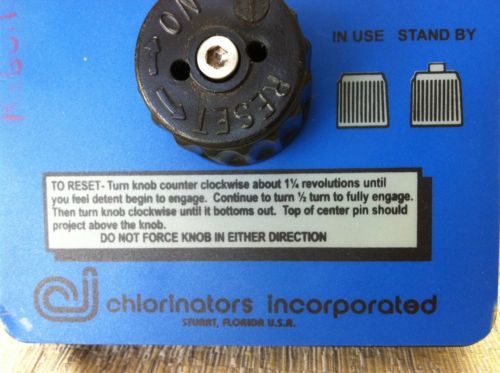 NO
RESET
IN USE STAND BY
TO RESET- Turn knob counter clockwise about 1¼ revolutions until
you feel detent begin to engage. Continue to turn ½ turn to fully engage.
Then turn knob clockwise until it bottoms out. Top of center pin should
project above the knob.
DO NOT FORCE KNOB IN EITHER DIRECTION
chlorinators incorporated
STUART, FLORIDA U.S.A.